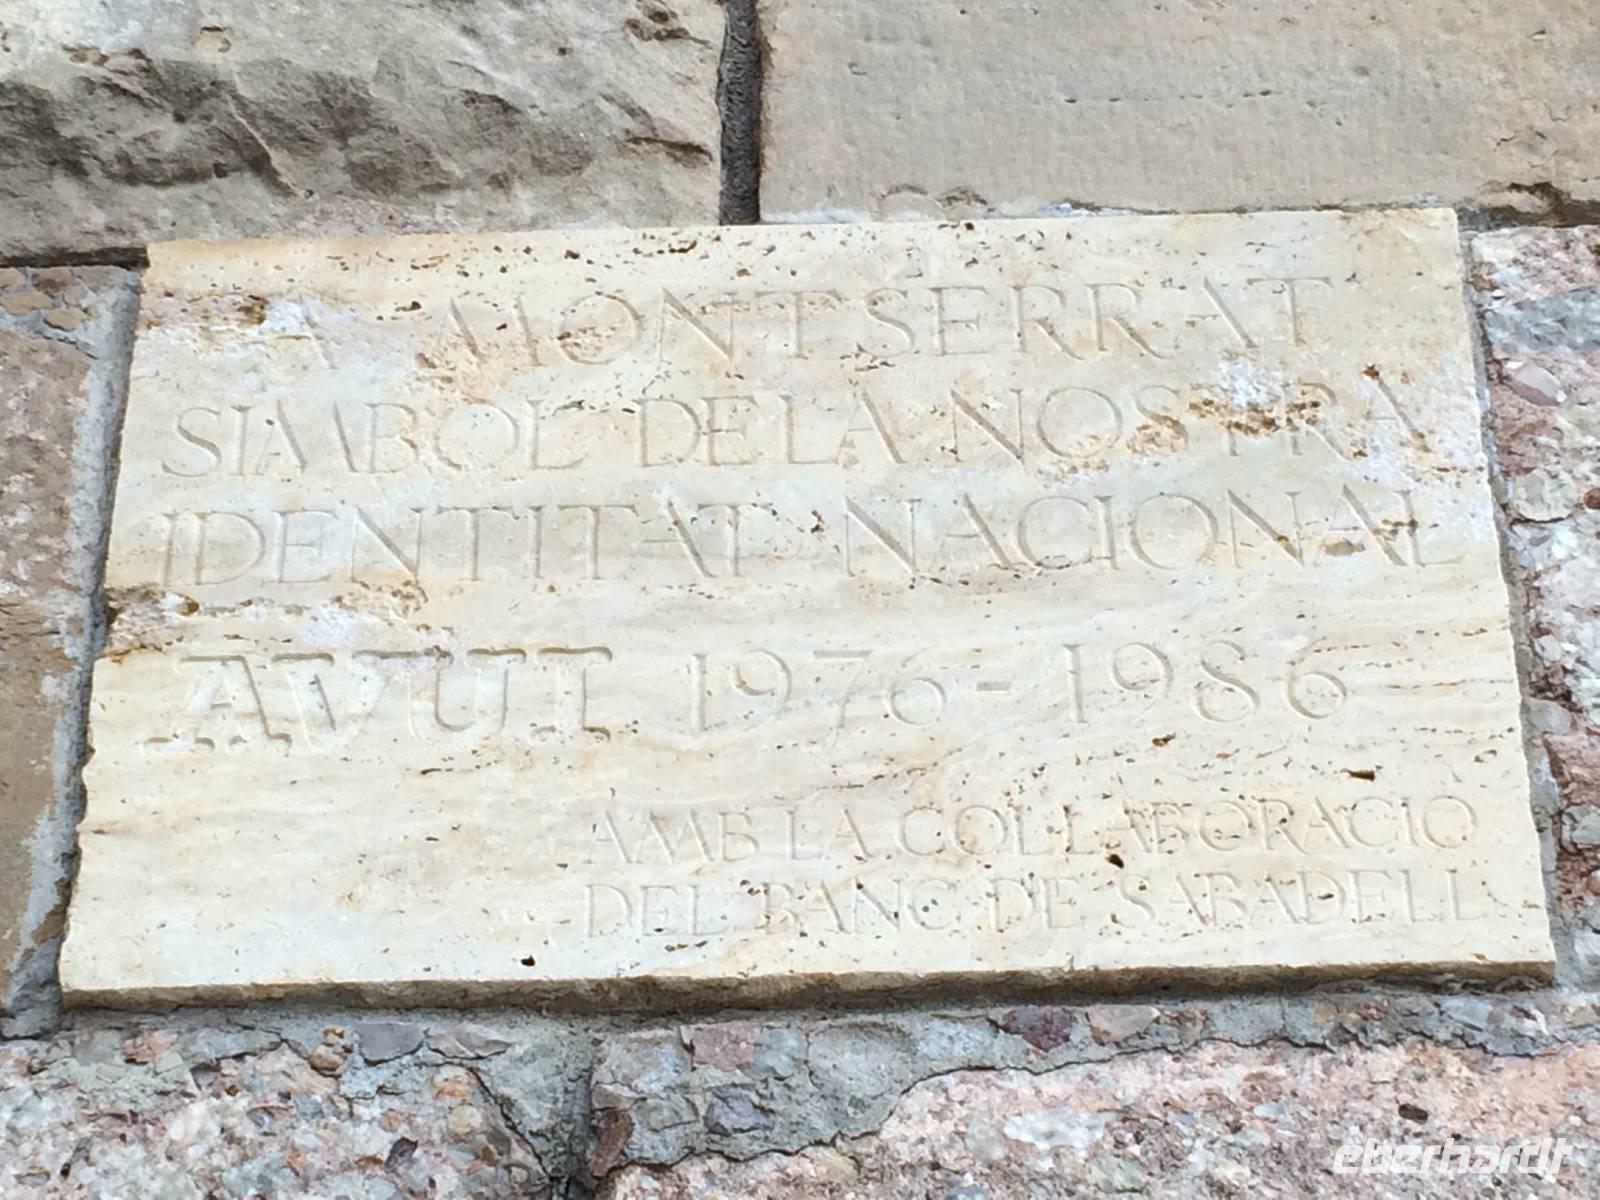 A MONTSERRAT
SIMBOL DE LA NOSTRA
IDENTITAT NACIONAL
AVUI 1976-1986
AMB LA COL·LABORACIO
DEL BANC DE SABADELL
eberhardt